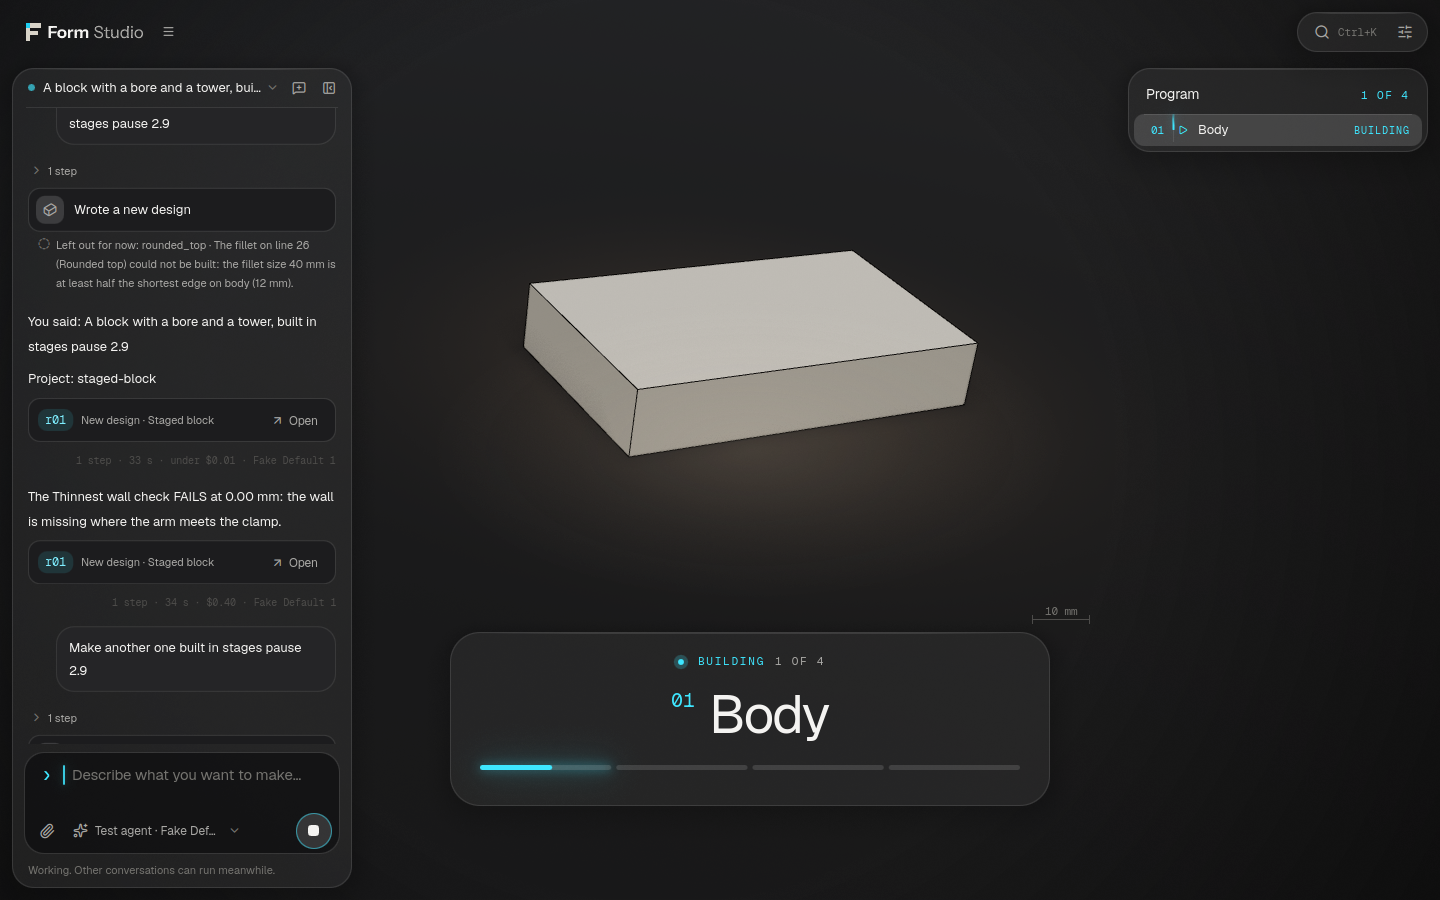 Form Studio
Ctrl+K
A block with a bore and a tower, bui...
stages pause 2.9
1 step
Wrote a new design
Left out for now: rounded_top · The fillet on line 26
(Rounded top) could not be built: the fillet size 40 mm is
at least half the shortest edge on body (12 mm).
You said: A block with a bore and a tower, built in
stages pause 2.9
Project: staged-block
r01 New design · Staged block Open
1 step · 33 s · under $0.01 · Fake Default 1
The Thinnest wall check FAILS at 0.00 mm: the wall
is missing where the arm meets the clamp.
r01 New design · Staged block Open
1 step · 34 s · $0.40 · Fake Default 1
Make another one built in stages pause
2.9
1 step
Describe what you want to make...
Test agent · Fake Def...
Working. Other conversations can run meanwhile.
Program 1 OF 4
01 Body BUILDING
10 mm
BUILDING 1 OF 4
01 Body